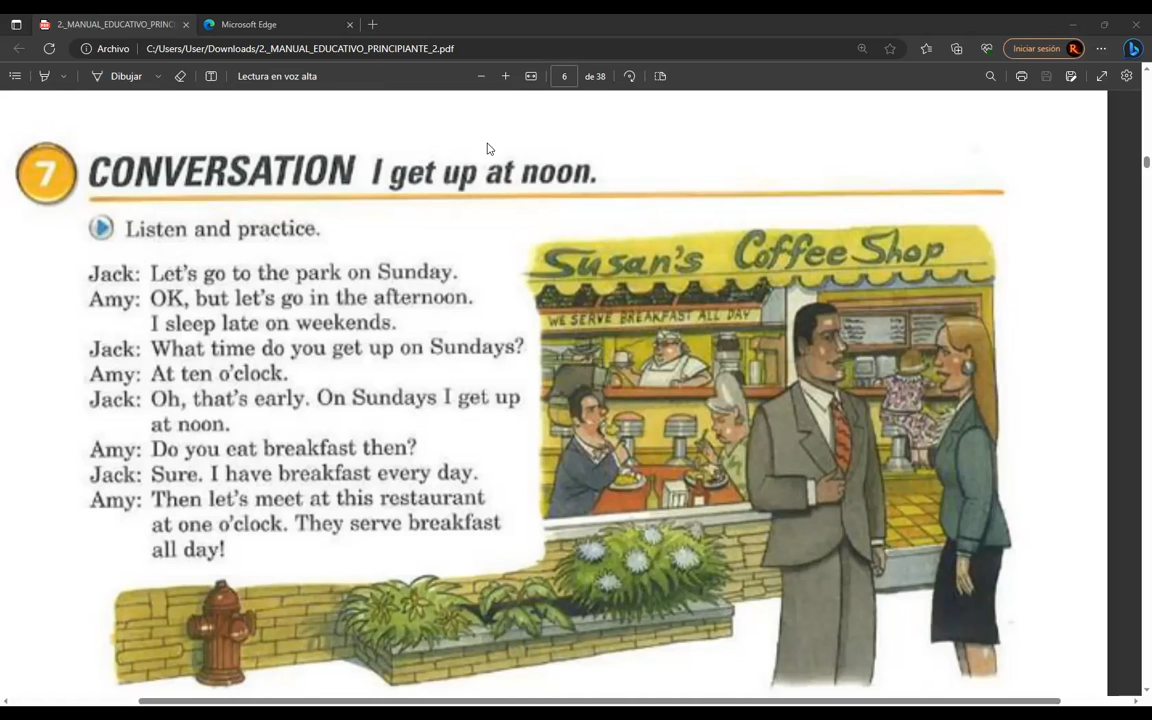 2._MANUAL_EDUCATIVO_PRINC
Microsoft Edge
Archivo
C:/Users/User/Downloads/2._MANUAL_EDUCATIVO_PRINCIPIANTE_2.pdf
Iniciar sesión
R
Dibujar
Lectura en voz alta
6
de 38
7
CONVERSATION I get up at noon.
Listen and practice.
Jack: Let's go to the park on Sunday.
Amy: OK, but let's go in the afternoon.
I sleep late on weekends.
Jack: What time do you get up on Sundays?
Amy: At ten o'clock.
Jack: Oh, that's early. On Sundays I get up
at noon.
Amy: Do you eat breakfast then?
Jack: Sure. I have breakfast every day.
Amy: Then let's meet at this restaurant
at one o'clock. They serve breakfast
all day!
Susan's Coffee Shop
WE SERVE BREAKFAST ALL DAY